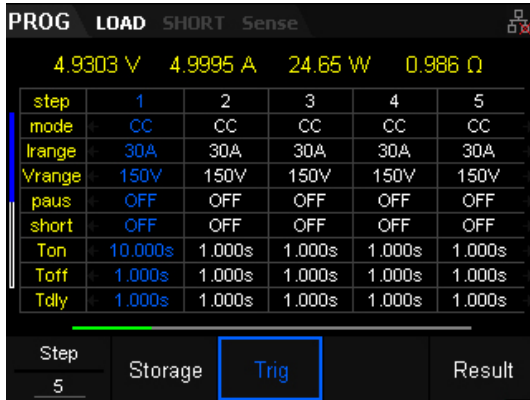 PROG LOAD SHORT Sense
4.9303 V 4.9995 A 24.65 W 0.986 Ω
step 1 2 3 4 5
mode CC CC CC CC CC
Irange 30A 30A 30A 30A 30A
Vrange 150V 150V 150V 150V 150V
paus OFF OFF OFF OFF OFF
short OFF OFF OFF OFF OFF
Ton 10.000s 1.000s 1.000s 1.000s 1.000s
Toff 1.000s 1.000s 1.000s 1.000s 1.000s
Tdly 1.000s 1.000s 1.000s 1.000s 1.000s
Step
5
Storage
Trig
Result